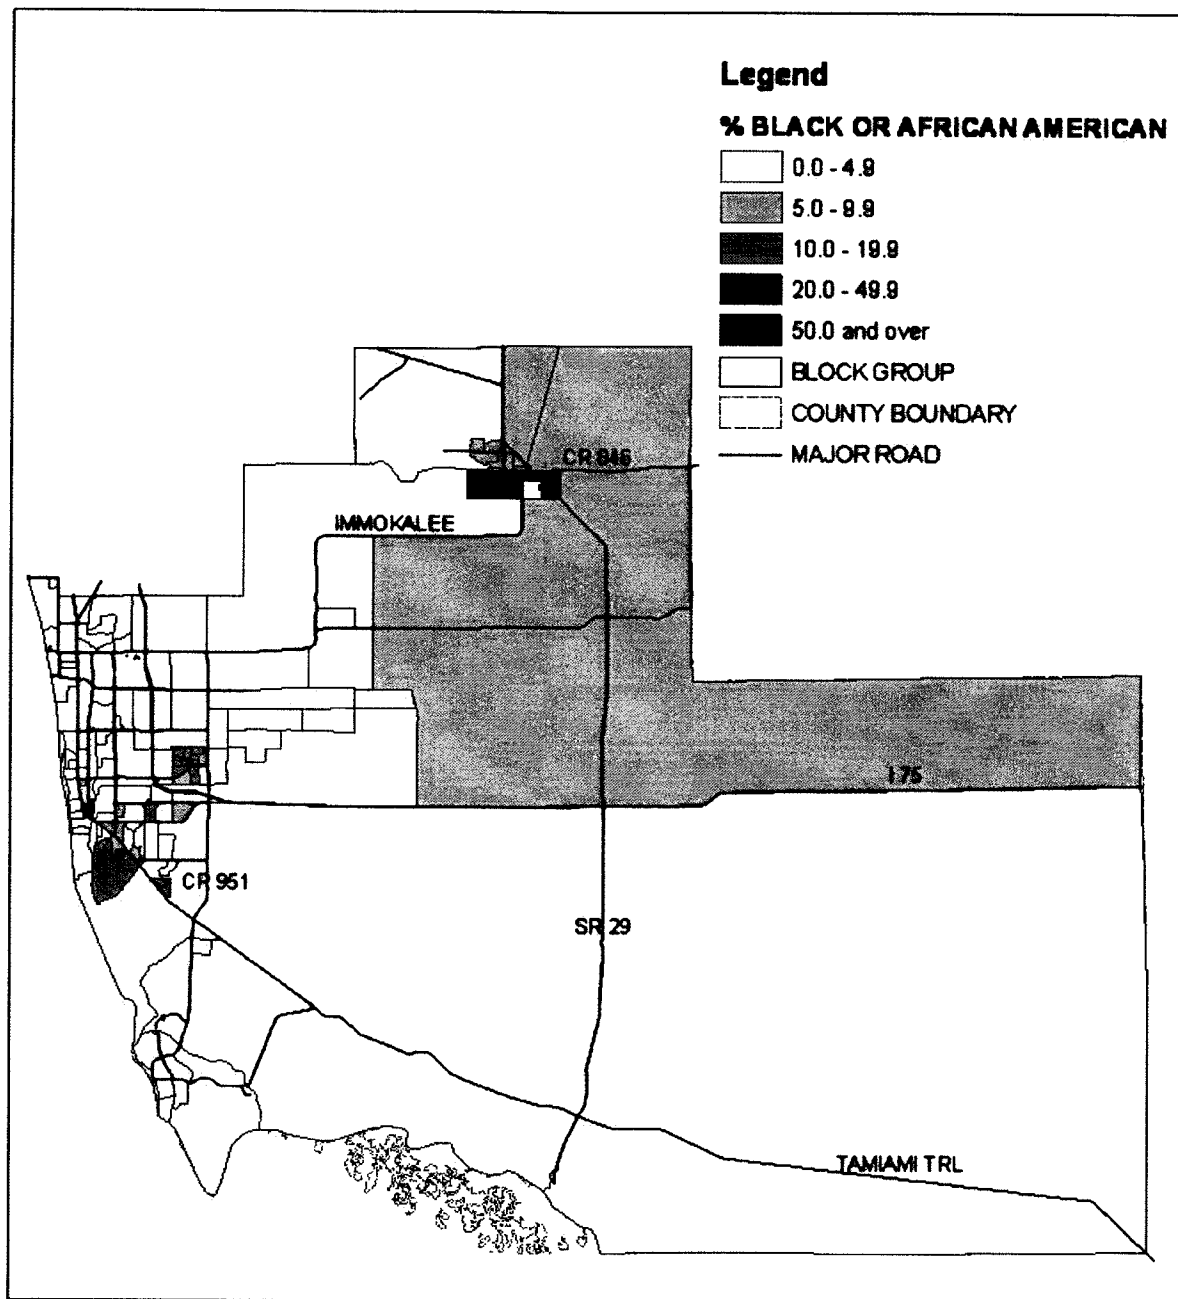 Legend
% BLACK OR AFRICAN AMERICAN
0.0 - 4.9
5.0 - 9.9
10.0 - 19.9
20.0 - 49.9
50.0 and over
BLOCK GROUP
COUNTY BOUNDARY
MAJOR ROAD
CR 846
IMMOKALEE
I 75
CR 951
SR 29
TAMIAMI TRL